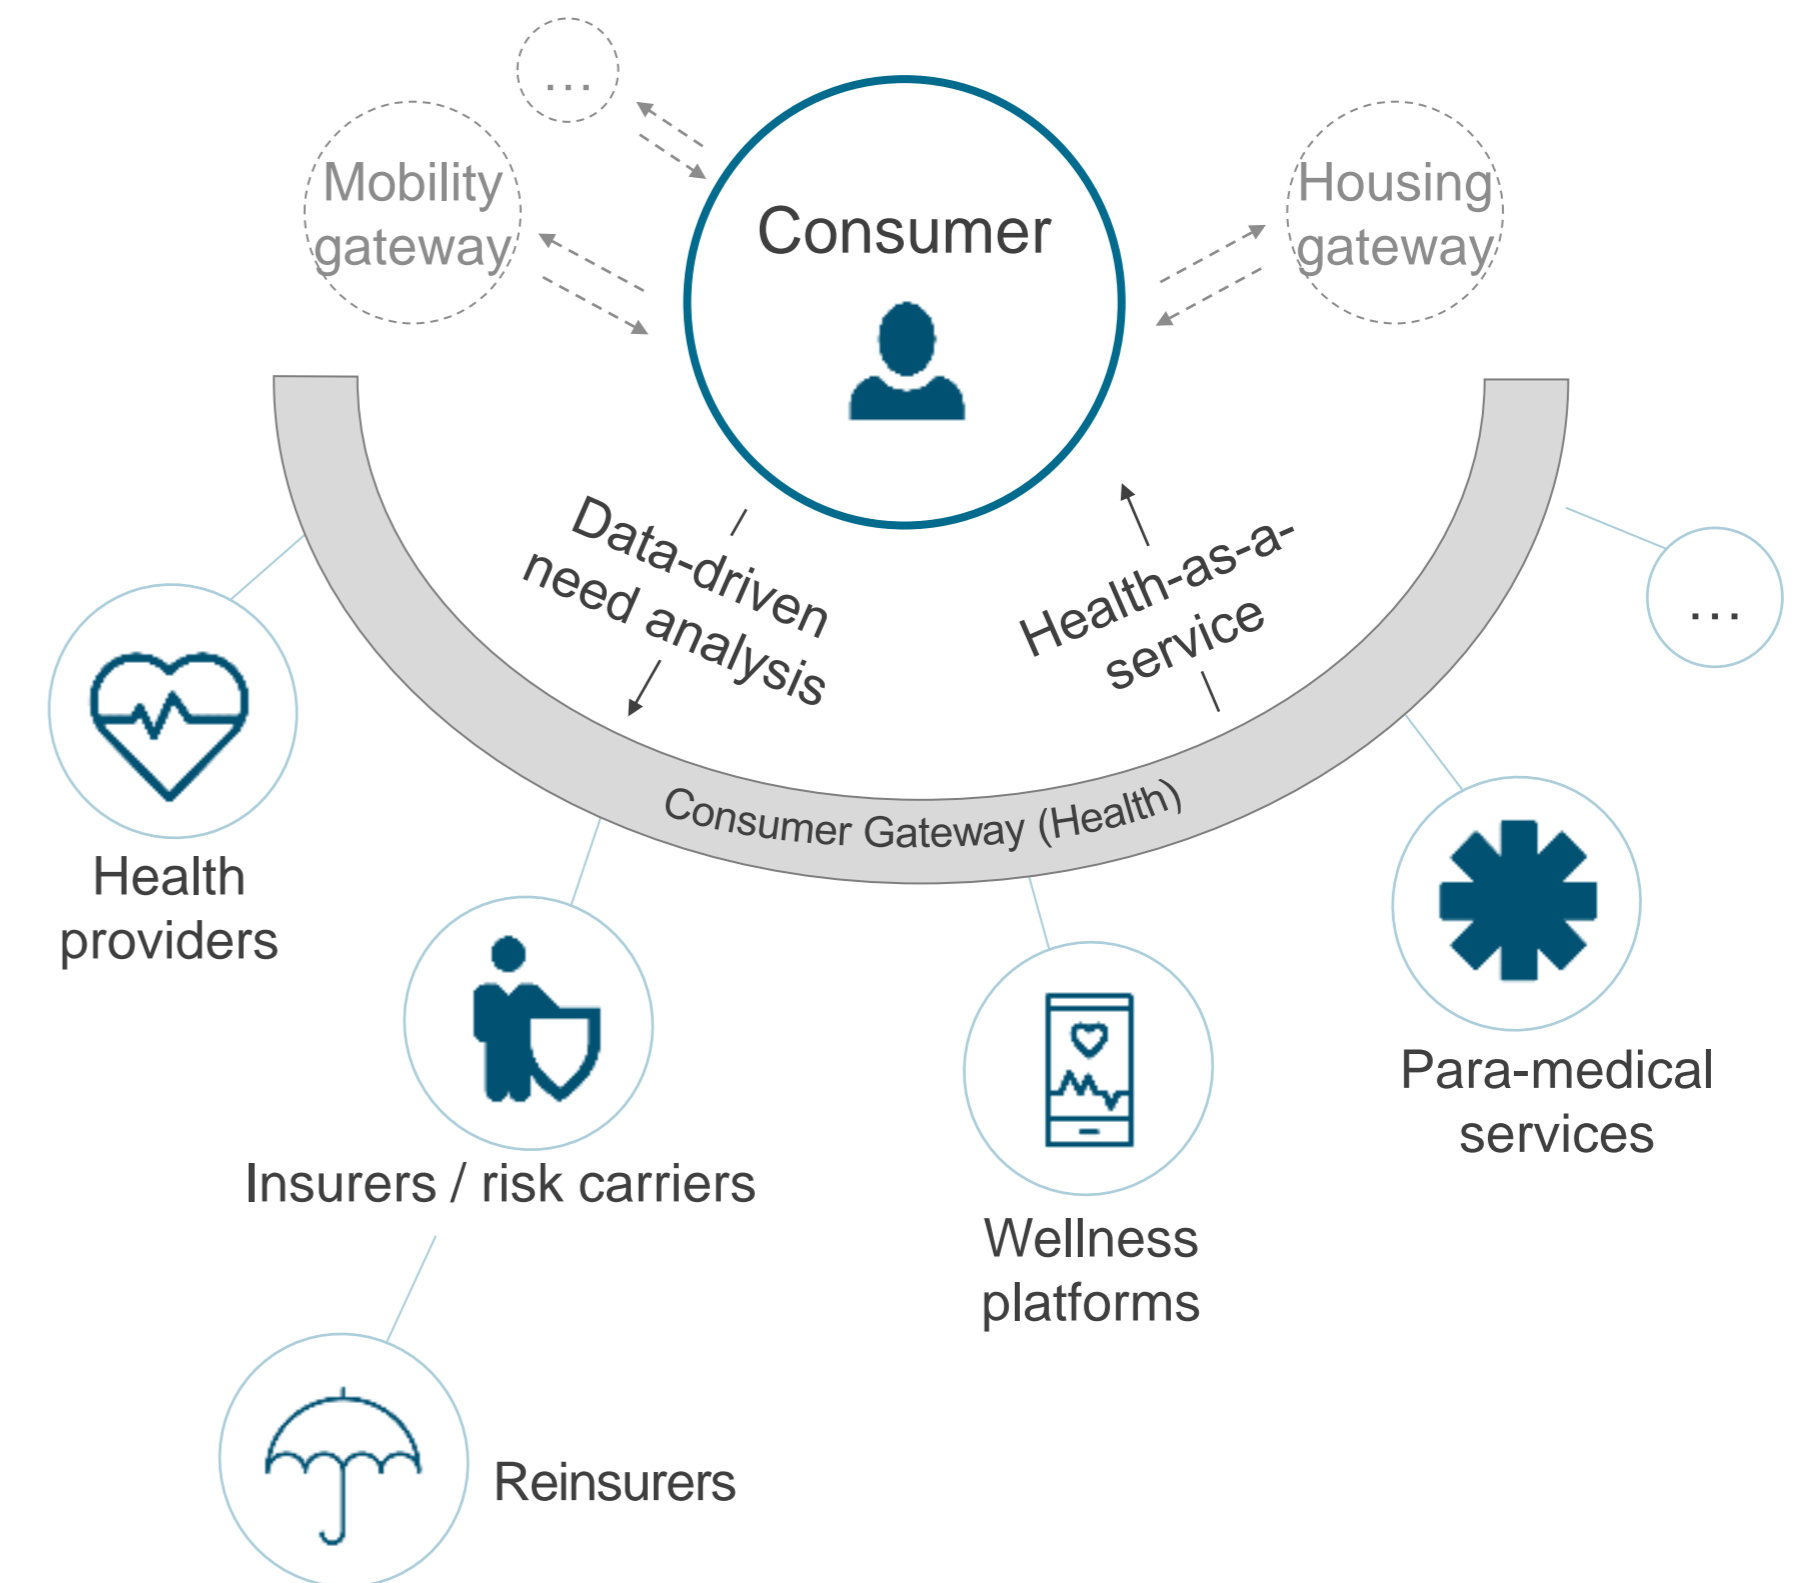 …
Mobility
gateway
Consumer
Housing
gateway
Data-driven
need analysis
Health-as-a-
service
…
Consumer Gateway (Health)
Health
providers
Insurers / risk carriers
Wellness
platforms
Para-medical
services
Reinsurers